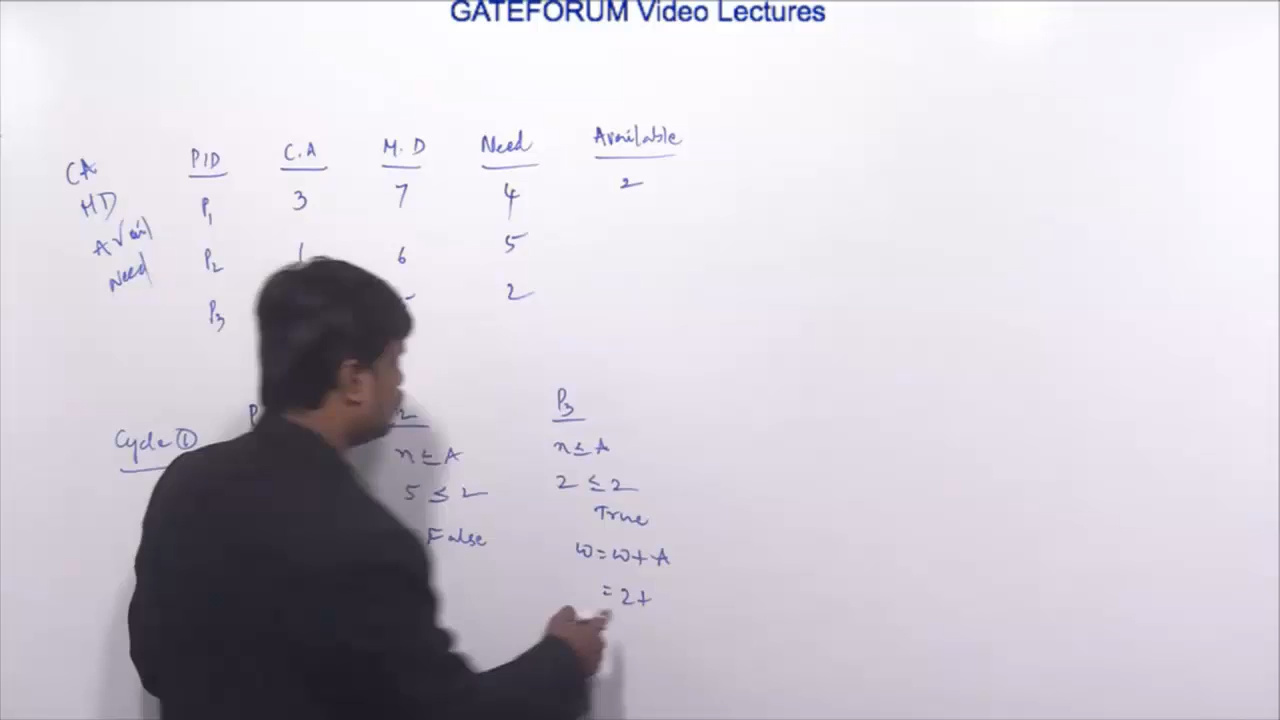 GATEFORUM Video Lectures
CA PID C.A M.D Need Available
MD P1 3 7 4 2
Avail P2 6 5
Need P3 2
Cycle ① P P3
n ≤ A n ≤ A
5 ≤ 2 2 ≤ 2
False True
w = w + A
= 2 +